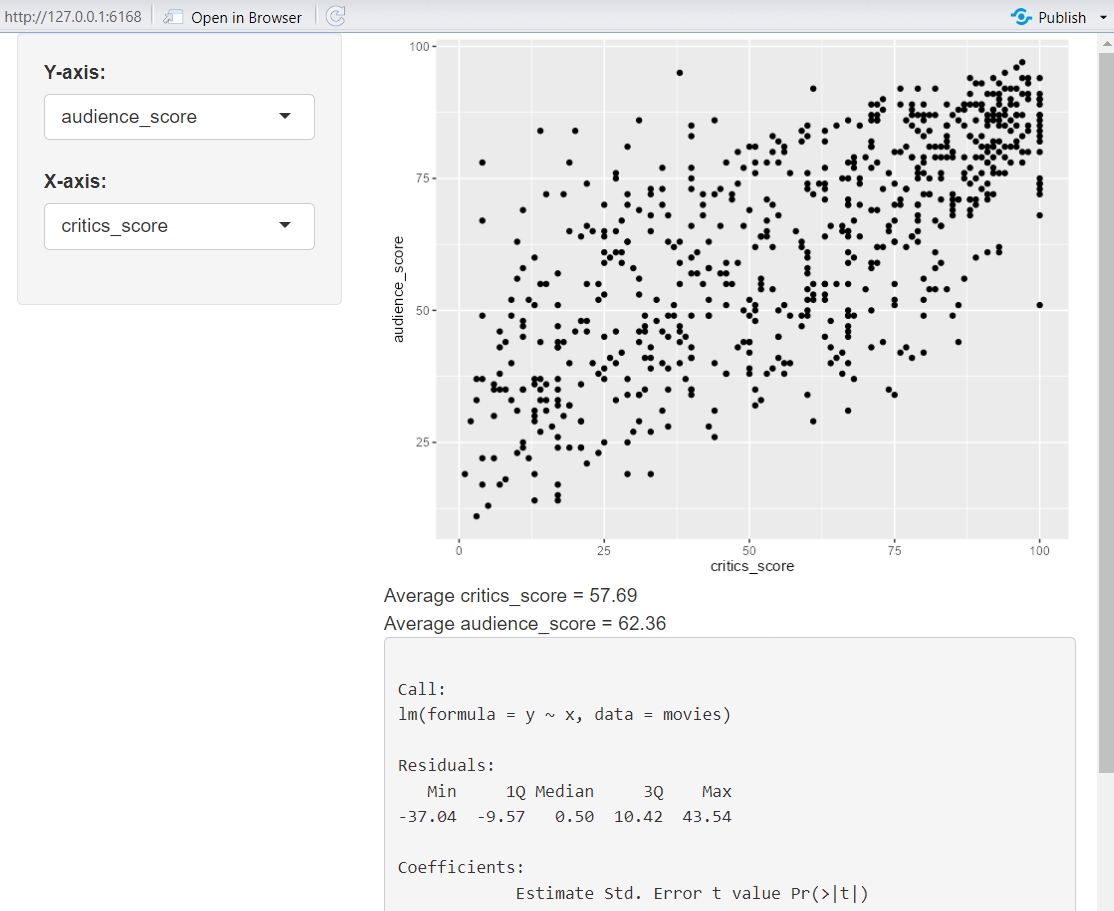 http://127.0.0.1:6168 Open in Browser Publish
Y-axis:
audience_score
X-axis:
critics_score
100
75
50
25
audience_score
0 25 50 75 100
critics_score
Average critics_score = 57.69
Average audience_score = 62.36
Call:
lm(formula = y ~ x, data = movies)
Residuals:
Min 1Q Median 3Q Max
-37.04 -9.57 0.50 10.42 43.54
Coefficients:
Estimate Std. Error t value Pr(>|t|)